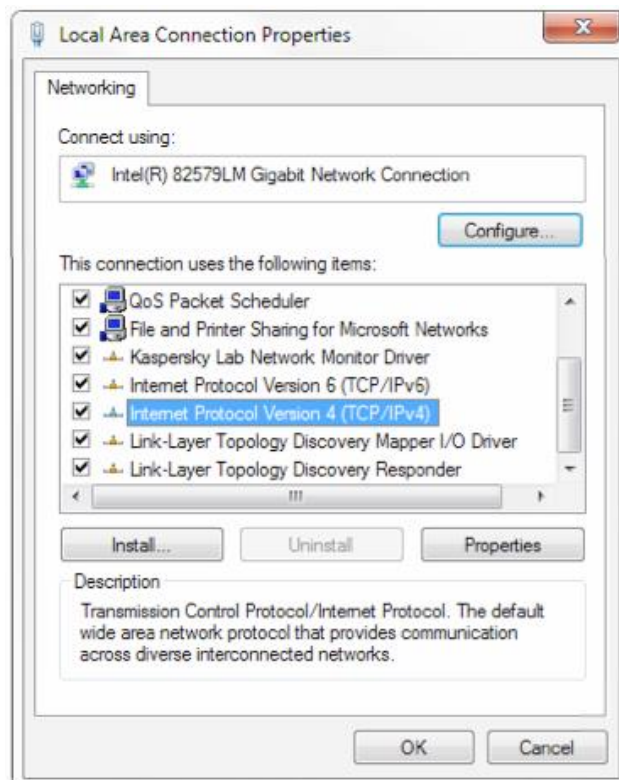 Local Area Connection Properties
Networking
Connect using:
Intel(R) 82579LM Gigabit Network Connection
Configure...
This connection uses the following items:
QoS Packet Scheduler
File and Printer Sharing for Microsoft Networks
Kaspersky Lab Network Monitor Driver
Internet Protocol Version 6 (TCP/IPv6)
Internet Protocol Version 4 (TCP/IPv4)
Link-Layer Topology Discovery Mapper I/O Driver
Link-Layer Topology Discovery Responder
Install... Uninstall Properties
Description
Transmission Control Protocol/Internet Protocol. The default
wide area network protocol that provides communication
across diverse interconnected networks.
OK Cancel